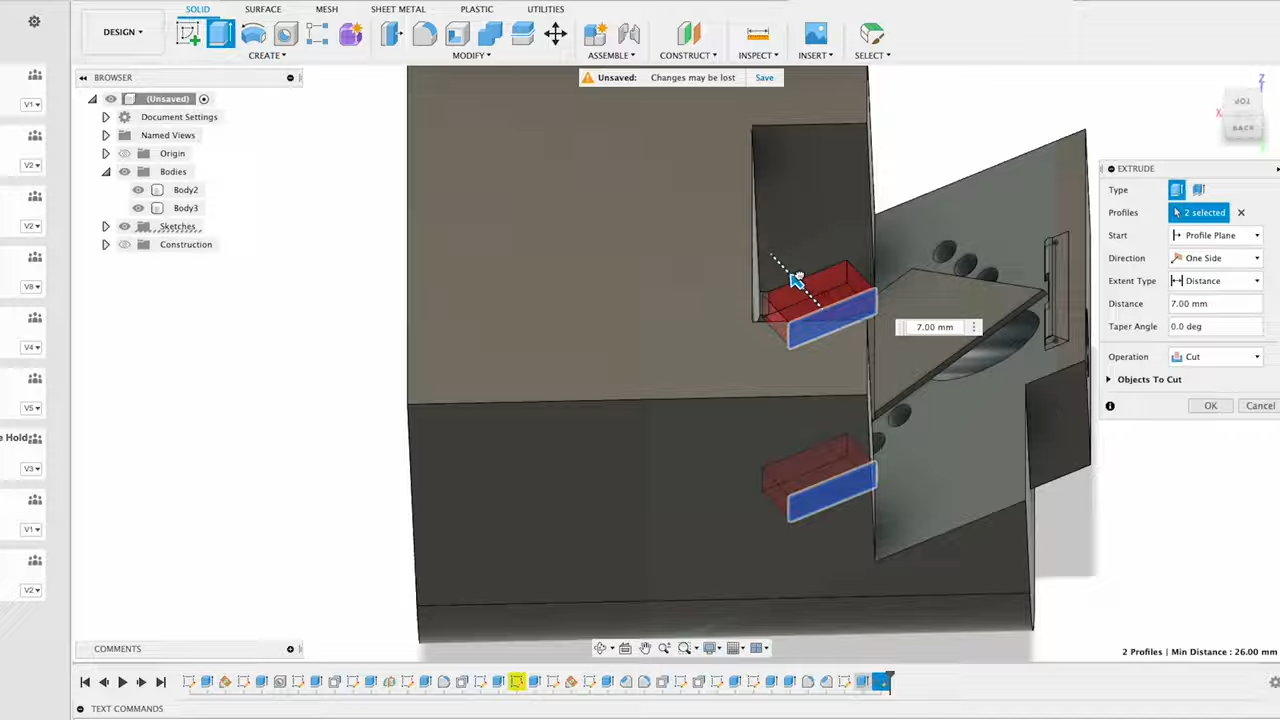 SOLID
SURFACE
MESH
SHEET METAL
PLASTIC
UTILITIES
DESIGN
CREATE
MODIFY
ASSEMBLE
CONSTRUCT
INSPECT
INSERT
SELECT
BROWSER
Unsaved: Changes may be lost Save
(Unsaved)
Document Settings
Named Views
Origin
Bodies
Body2
Body3
Sketches
Construction
V1
V2
V2
V8
V4
V5
e Hold
V3
V1
V2
Z
X
TOP
BACK
EXTRUDE
Type
Profiles 2 selected
Start Profile Plane
Direction One Side
Extent Type Distance
Distance 7.00 mm
Taper Angle 0.0 deg
Operation Cut
Objects To Cut
OK Cancel
7.00 mm
COMMENTS
2 Profiles | Min Distance : 26.00 mm
TEXT COMMANDS